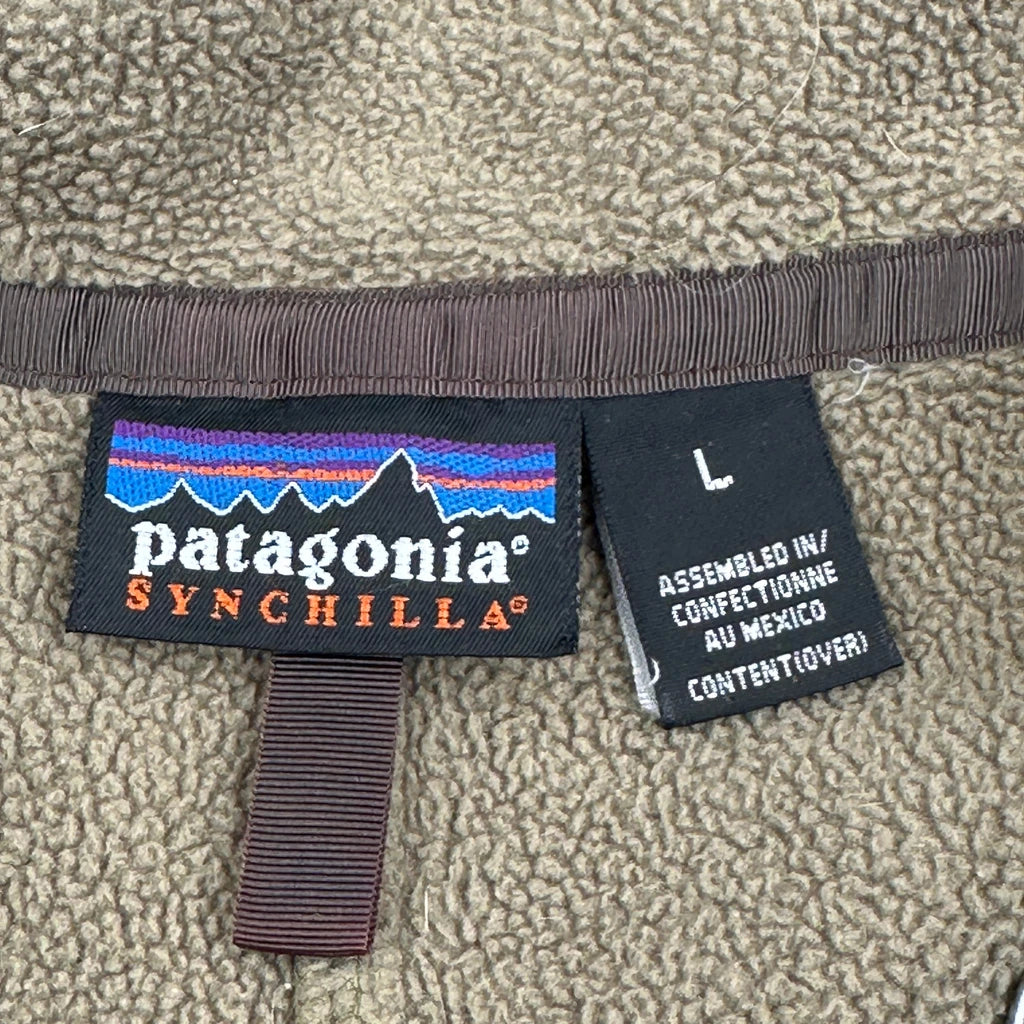 patagonia®
SYNCHILLA®
L
ASSEMBLED IN/
CONFECTIONNE
AU MEXICO
CONTENT(OVER)